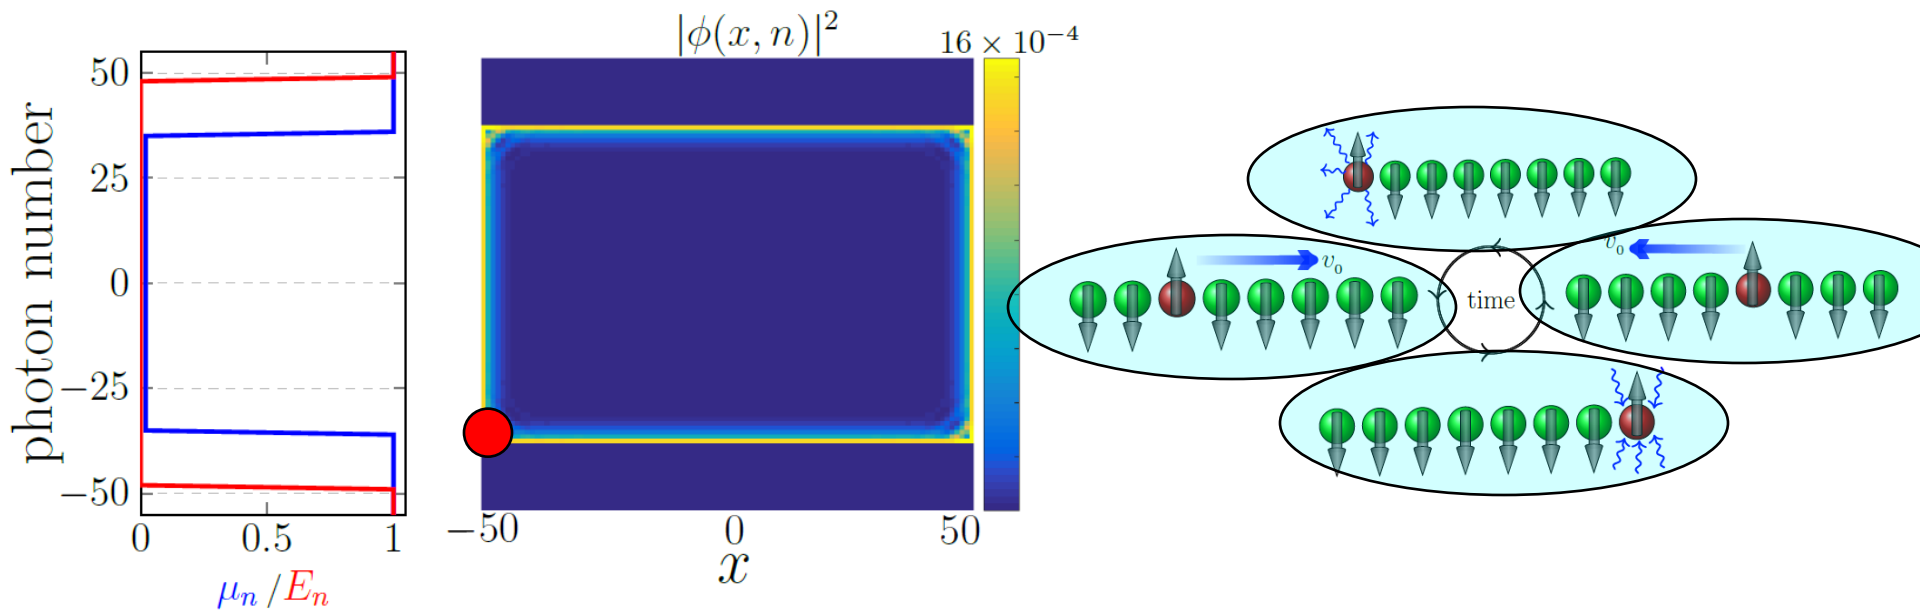 |ϕ(x, n)|²
16 × 10⁻⁴
photon number
50
25
0
−25
−50
0 0.5 1
μₙ/Eₙ
−50 0 50
x
v₀
v₀
time